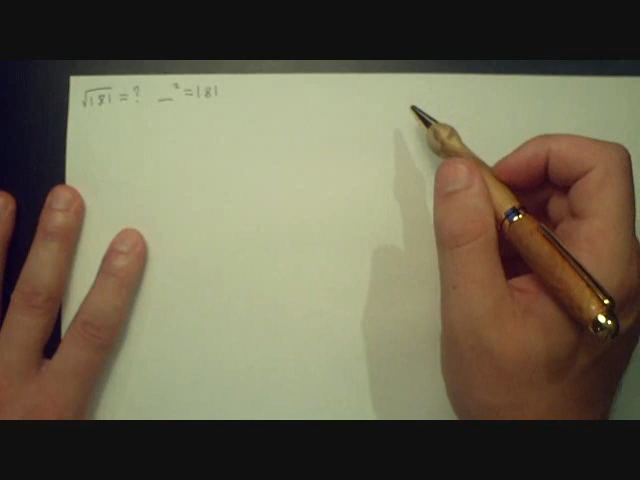 √181 = ? _² = 181